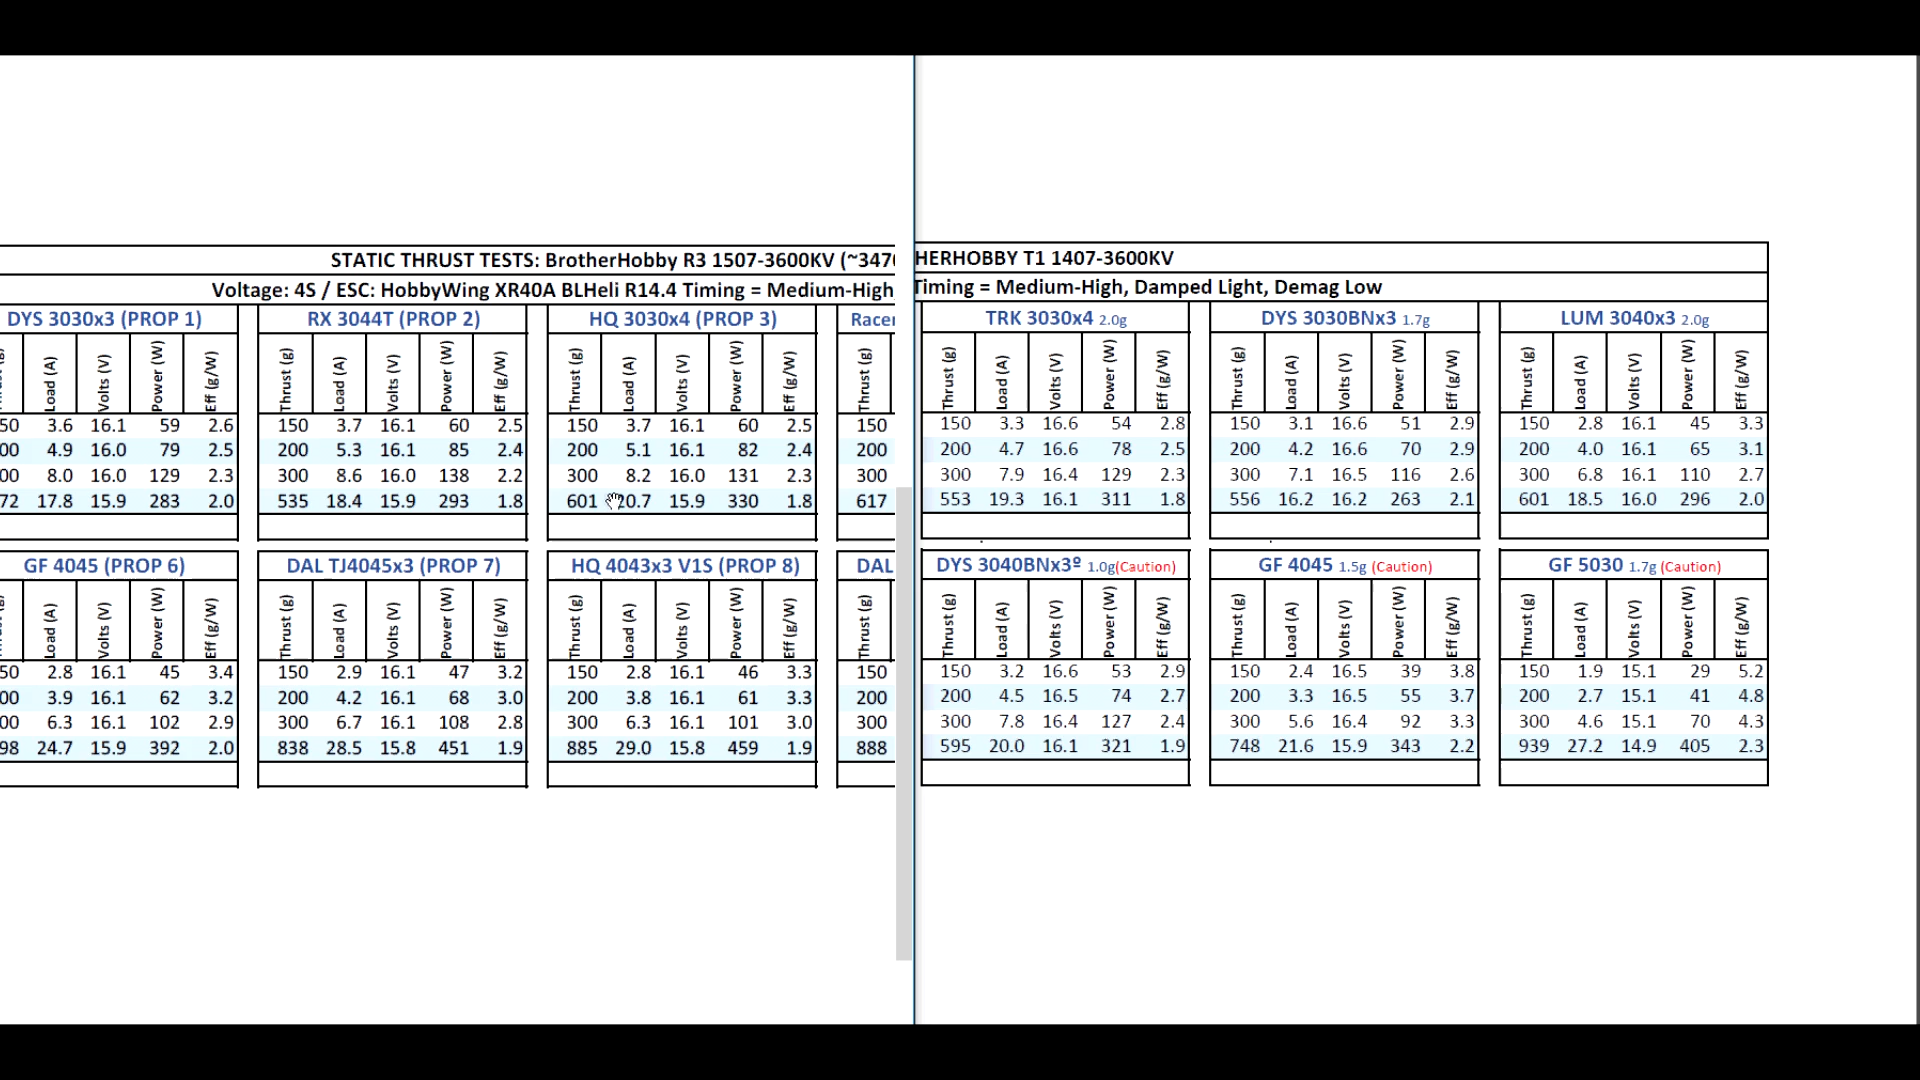 STATIC THRUST TESTS: BrotherHobby R3 1507-3600KV (~347
Voltage: 4S / ESC: HobbyWing XR40A BLHeli R14.4 Timing = Medium-High
DYS 3030x3 (PROP 1) RX 3044T (PROP 2) HQ 3030x4 (PROP 3) Racer
Load (A) Volts (V) Power (W) Eff (g/W) Thrust (g) Load (A) Volts (V) Power (W) Eff (g/W) Thrust (g) Load (A) Volts (V) Power (W) Eff (g/W) Thrust (g)
50 3.6 16.1 59 2.6 150 3.7 16.1 60 2.5 150 3.7 16.1 60 2.5 150
00 4.9 16.0 79 2.5 200 5.3 16.1 85 2.4 200 5.1 16.1 82 2.4 200
00 8.0 16.0 129 2.3 300 8.6 16.0 138 2.2 300 8.2 16.0 131 2.3 300
72 17.8 15.9 283 2.0 535 18.4 15.9 293 1.8 601 20.7 15.9 330 1.8 617
GF 4045 (PROP 6) DAL TJ4045x3 (PROP 7) HQ 4043x3 V1S (PROP 8) DAL
Load (A) Volts (V) Power (W) Eff (g/W) Thrust (g) Load (A) Volts (V) Power (W) Eff (g/W) Thrust (g) Load (A) Volts (V) Power (W) Eff (g/W) Thrust (g)
50 2.8 16.1 45 3.4 150 2.9 16.1 47 3.2 150 2.8 16.1 46 3.3 150
00 3.9 16.1 62 3.2 200 4.2 16.1 68 3.0 200 3.8 16.1 61 3.3 200
00 6.3 16.1 102 2.9 300 6.7 16.1 108 2.8 300 6.3 16.1 101 3.0 300
98 24.7 15.9 392 2.0 838 28.5 15.8 451 1.9 885 29.0 15.8 459 1.9 888
HERHOBBY T1 1407-3600KV
Timing = Medium-High, Damped Light, Demag Low
TRK 3030x4 2.0g DYS 3030BNx3 1.7g LUM 3040x3 2.0g
Thrust (g) Load (A) Volts (V) Power (W) Eff (g/W) Thrust (g) Load (A) Volts (V) Power (W) Eff (g/W) Thrust (g) Load (A) Volts (V) Power (W) Eff (g/W)
150 3.3 16.6 54 2.8 150 3.1 16.6 51 2.9 150 2.8 16.1 45 3.3
200 4.7 16.6 78 2.5 200 4.2 16.6 70 2.9 200 4.0 16.1 65 3.1
300 7.9 16.4 129 2.3 300 7.1 16.5 116 2.6 300 6.8 16.1 110 2.7
553 19.3 16.1 311 1.8 556 16.2 16.2 263 2.1 601 18.5 16.0 296 2.0
DYS 3040BNx3º 1.0g(Caution) GF 4045 1.5g (Caution) GF 5030 1.7g (Caution)
Thrust (g) Load (A) Volts (V) Power (W) Eff (g/W) Thrust (g) Load (A) Volts (V) Power (W) Eff (g/W) Thrust (g) Load (A) Volts (V) Power (W) Eff (g/W)
150 3.2 16.6 53 2.9 150 2.4 16.5 39 3.8 150 1.9 15.1 29 5.2
200 4.5 16.5 74 2.7 200 3.3 16.5 55 3.7 200 2.7 15.1 41 4.8
300 7.8 16.4 127 2.4 300 5.6 16.4 92 3.3 300 4.6 15.1 70 4.3
595 20.0 16.1 321 1.9 748 21.6 15.9 343 2.2 939 27.2 14.9 405 2.3